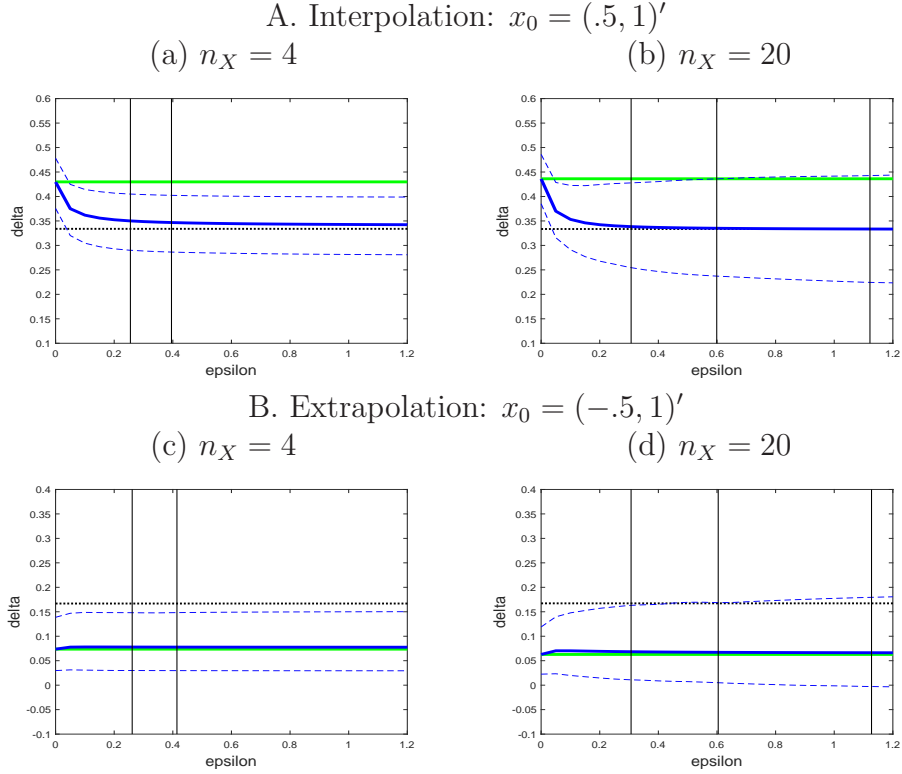 A. Interpolation: x₀ = (.5, 1)′
(a) n_X = 4
(b) n_X = 20
0.6
0.55
0.5
0.45
0.4
0.35
0.3
0.25
0.2
0.15
0.1
delta
0 0.2 0.4 0.6 0.8 1 1.2
epsilon
0.6
0.55
0.5
0.45
0.4
0.35
0.3
0.25
0.2
0.15
0.1
delta
0 0.2 0.4 0.6 0.8 1 1.2
epsilon
B. Extrapolation: x₀ = (−.5, 1)′
(c) n_X = 4
(d) n_X = 20
0.4
0.35
0.3
0.25
0.2
0.15
0.1
0.05
0
-0.05
-0.1
delta
0 0.2 0.4 0.6 0.8 1 1.2
epsilon
0.4
0.35
0.3
0.25
0.2
0.15
0.1
0.05
0
-0.05
-0.1
delta
0 0.2 0.4 0.6 0.8 1 1.2
epsilon